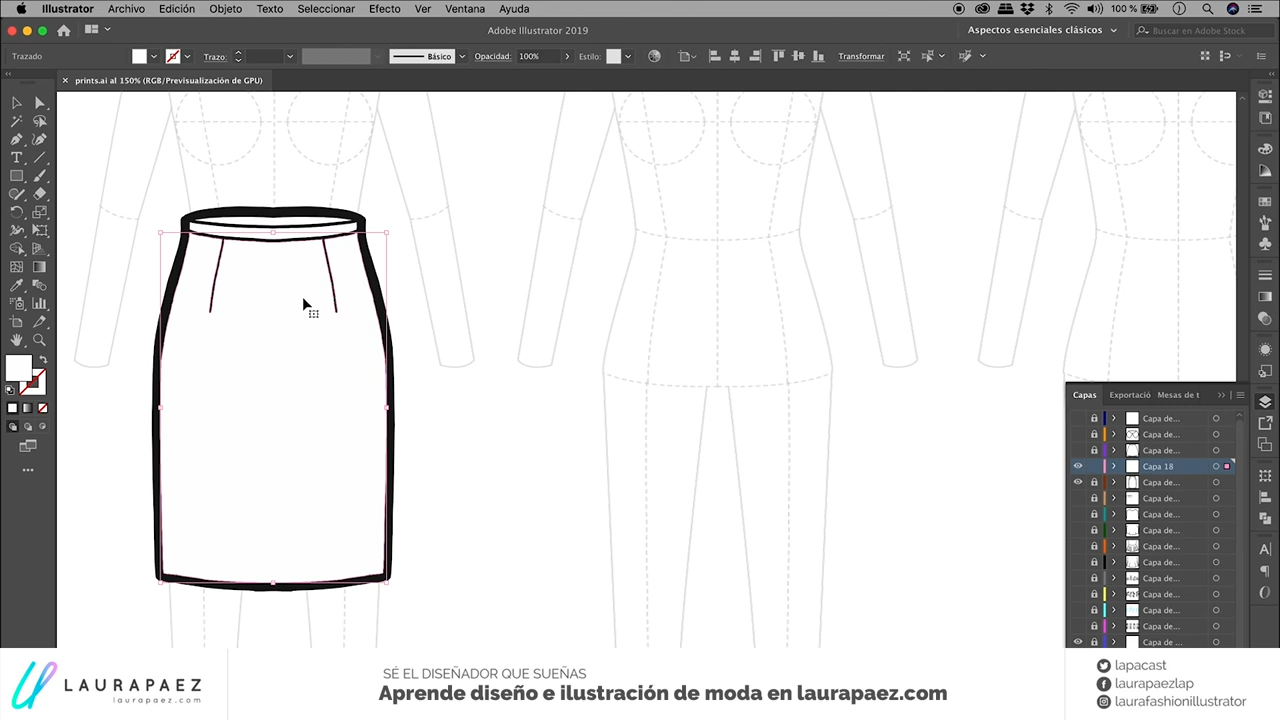 Illustrator Archivo Edición Objeto Texto Seleccionar Efecto Ver Ventana Ayuda 100 %
Adobe Illustrator 2019 Aspectos esenciales clásicos Buscar en Adobe Stock
Trazado Trazo: Básico Opacidad: 100% Estilo: Transformar
prints.ai al 150% (RGB/Previsualización de GPU)
Capas Exportació Mesas de t
Capa de...
Capa de...
Capa de...
Capa 18
Capa de...
Capa de...
Capa de...
Capa de...
Capa de...
Capa de...
Capa de...
Capa de...
Capa de...
Capa de...
Capa de ...
LAURAPAEZ
laurapaez.com
SÉ EL DISEÑADOR QUE SUEÑAS
Aprende diseño e ilustración de moda en laurapaez.com
lapacast
laurapaezlap
laurafashionillustrator